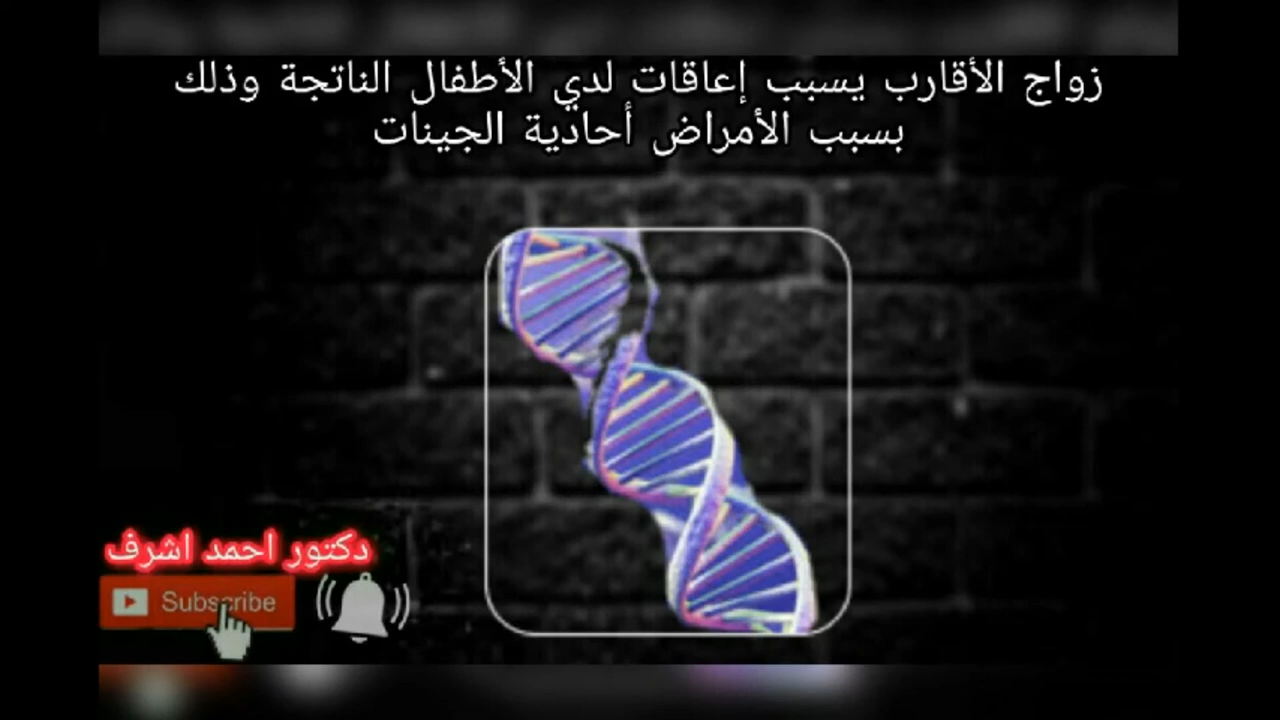 زواج الأقارب يسبب إعاقات لدي الأطفال الناتجة وذلك
بسبب الأمراض أحادية الجينات
دكتور احمد اشرف
Subscribe